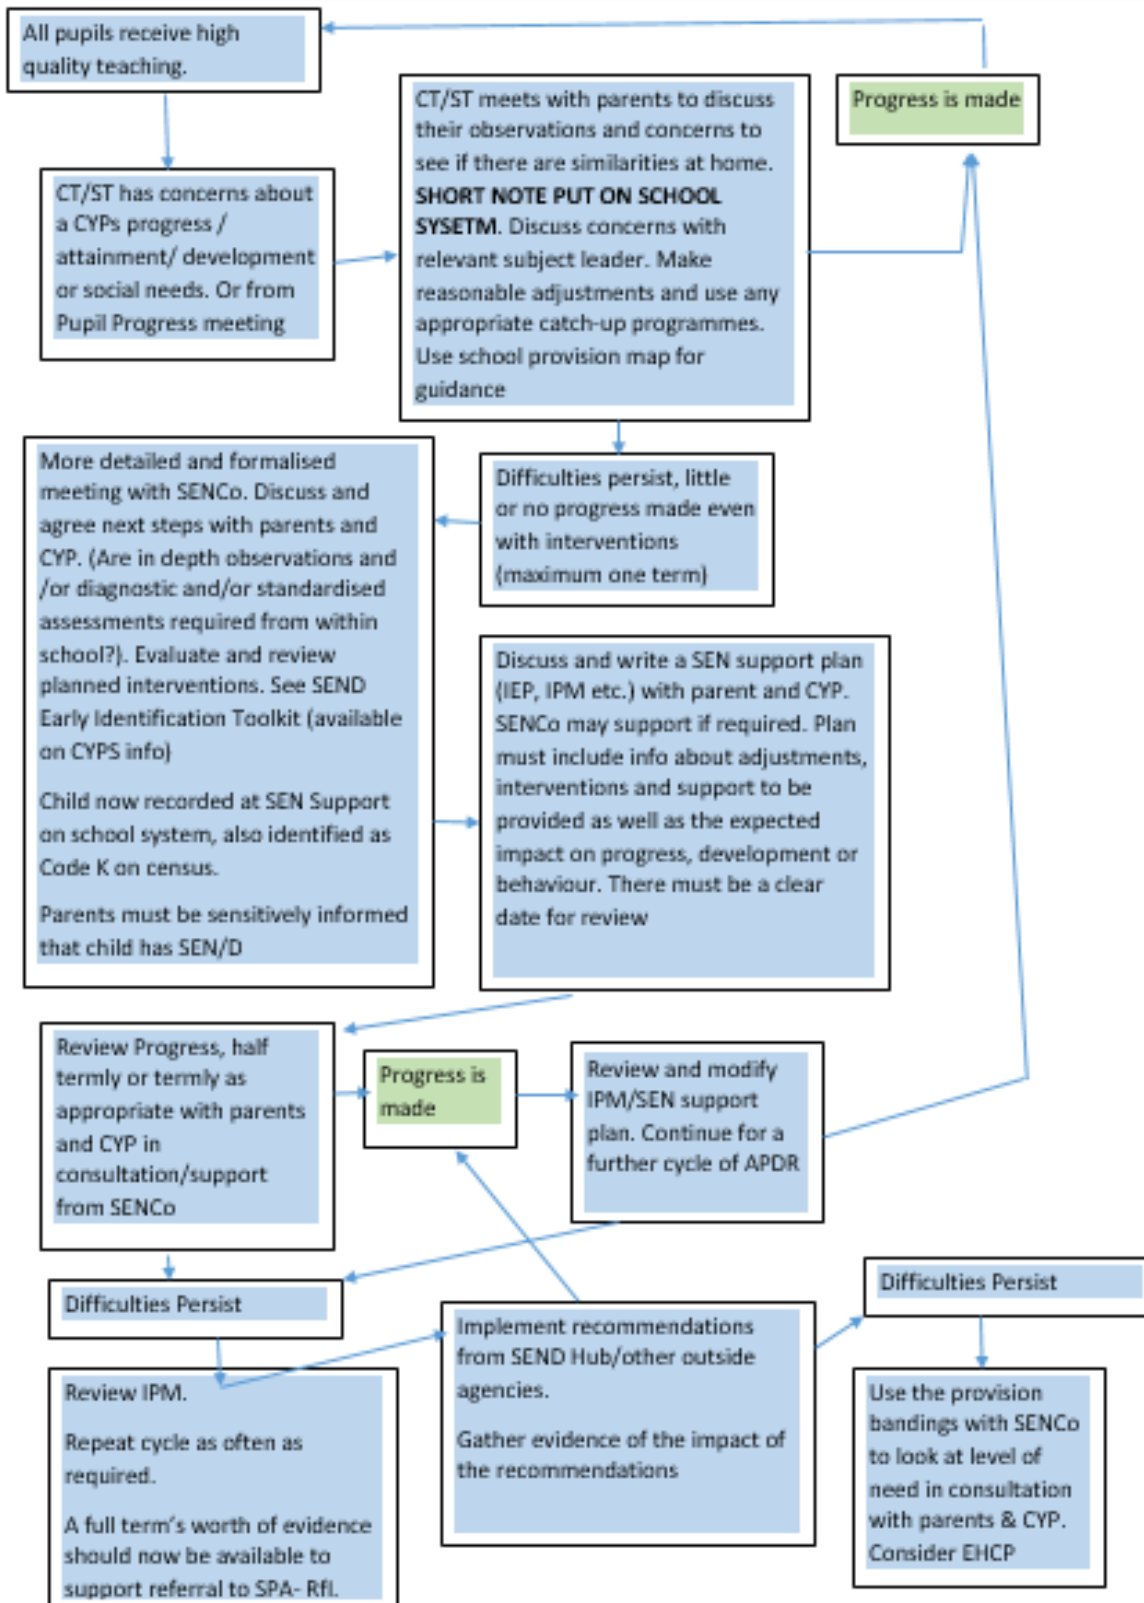 All pupils receive high
quality teaching.
Progress is made
CT/ST meets with parents to discuss
their observations and concerns to
see if there are similarities at home.
SHORT NOTE PUT ON SCHOOL
SYSETM. Discuss concerns with
relevant subject leader. Make
reasonable adjustments and use any
appropriate catch-up programmes.
Use school provision map for
guidance
CT/ST has concerns about
a CYPs progress /
attainment/ development
or social needs. Or from
Pupil Progress meeting
Difficulties persist, little
or no progress made even
with interventions
(maximum one term)
More detailed and formalised
meeting with SENCo. Discuss and
agree next steps with parents and
CYP. (Are in depth observations and
/or diagnostic and/or standardised
assessments required from within
school?). Evaluate and review
planned interventions. See SEND
Early Identification Toolkit (available
on CYPS info)
Child now recorded at SEN Support
on school system, also identified as
Code K on census.
Parents must be sensitively informed
that child has SEN/D
Discuss and write a SEN support plan
(IEP, IPM etc.) with parent and CYP.
SENCo may support if required. Plan
must include info about adjustments,
interventions and support to be
provided as well as the expected
impact on progress, development or
behaviour. There must be a clear
date for review
Review Progress, half
termly or termly as
appropriate with parents
and CYP in
consultation/support
from SENCo
Progress is
made
Review and modify
IPM/SEN support
plan. Continue for a
further cycle of APDR
Difficulties Persist
Review IPM.
Repeat cycle as often as
required.
A full term's worth of evidence
should now be available to
support referral to SPA- RfI.
Implement recommendations
from SEND Hub/other outside
agencies.
Gather evidence of the impact of
the recommendations
Difficulties Persist
Use the provision
bandings with SENCo
to look at level of
need in consultation
with parents & CYP.
Consider EHCP